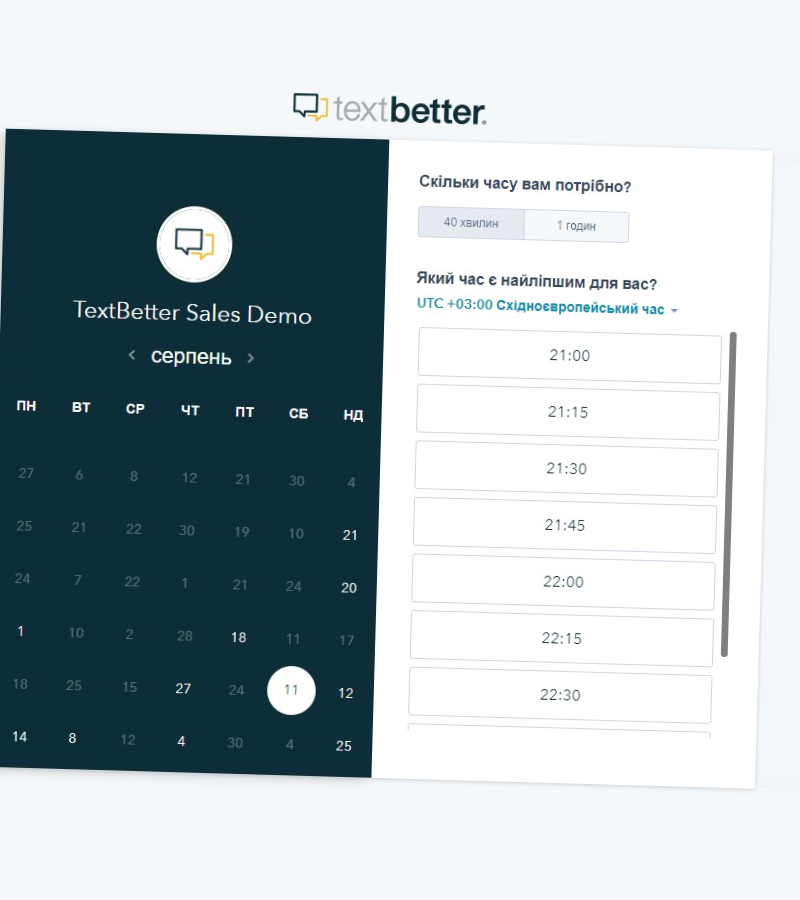 textbetter.
TextBetter Sales Demo
серпень
ПН ВТ СР ЧТ ПТ СБ НД
27 6 8 12 21 30 4
25 21 22 30 19 10 21
24 7 22 1 21 24 20
1 10 2 28 18 11 17
18 25 15 27 24 11 12
14 8 12 4 30 4 25
Скільки часу вам потрібно?
40 хвилин 1 годин
Який час є найліпшим для вас?
UTC +03:00 Східноєвропейський час
21:00
21:15
21:30
21:45
22:00
22:15
22:30